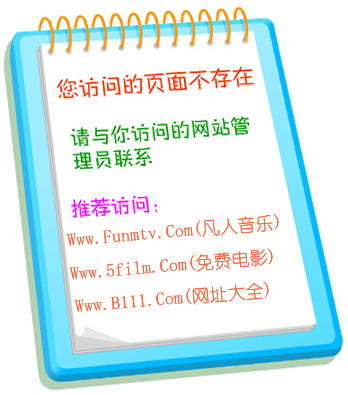 您访问的页面不存在
请与你访问的网站管
理员联系
推荐访问：
Www.Funmtv.Com(凡人音乐)
Www.5film.Com(免费电影)
Www.B111.Com(网址大全)